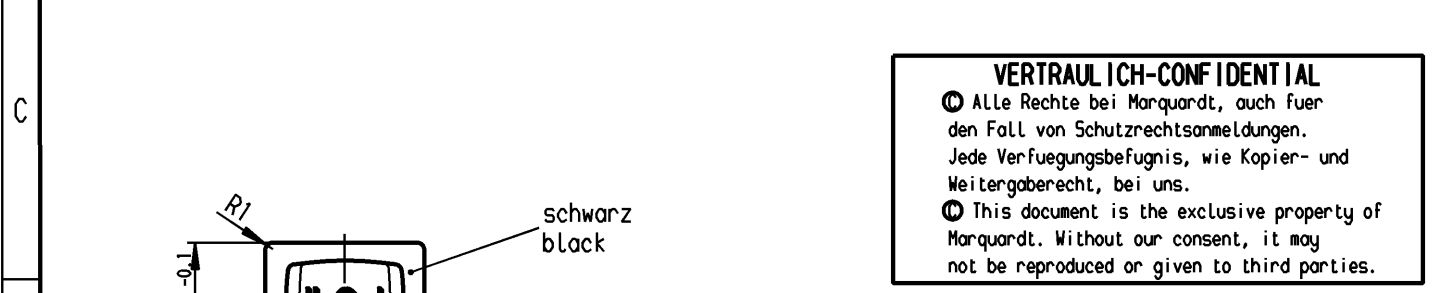 C
VERTRAULICH-CONFIDENTIAL
© Alle Rechte bei Marquardt, auch fuer
den Fall von Schutzrechtsanmeldungen.
Jede Verfuegungsbefugnis, wie Kopier- und
Weitergaberecht, bei uns.
© This document is the exclusive property of
Marquardt. Without our consent, it may
not be reproduced or given to third parties.
R1
schwarz
black
-0,1